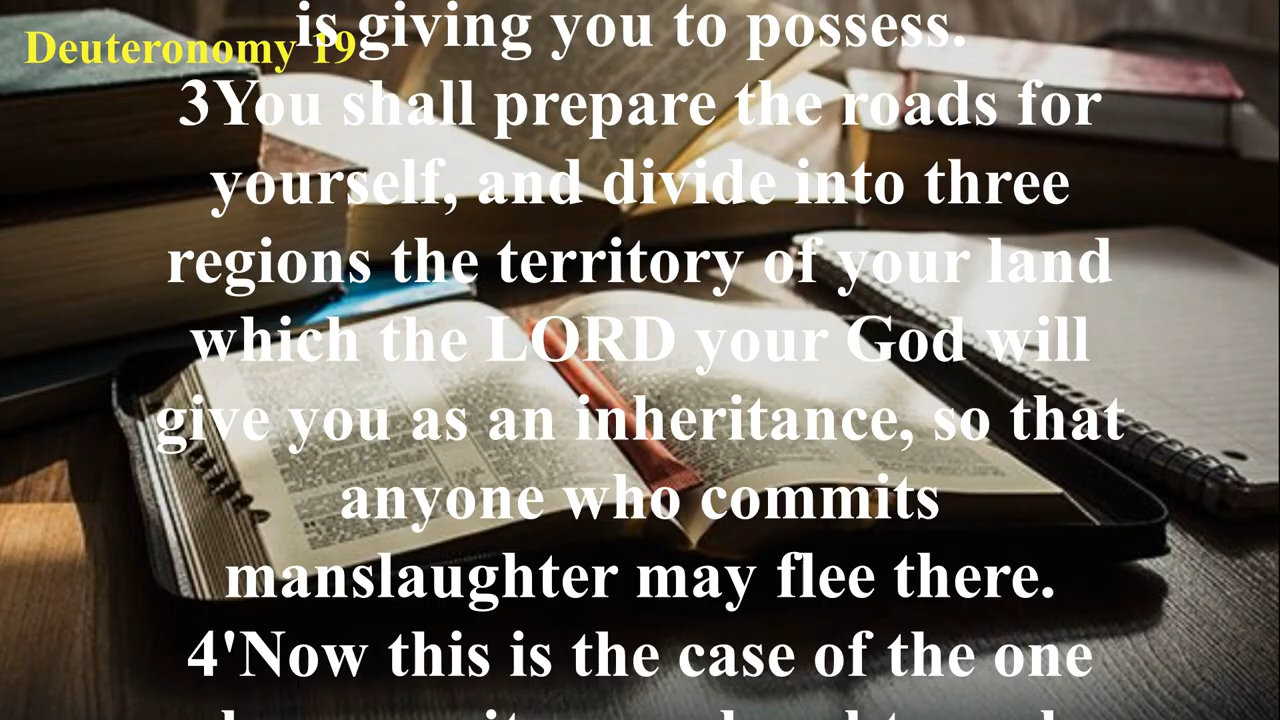 is giving you to possess.
Deuteronomy 19
3You shall prepare the roads for
yourself, and divide into three
regions the territory of your land
which the LORD your God will
give you as an inheritance, so that
anyone who commits
manslaughter may flee there.
4'Now this is the case of the one